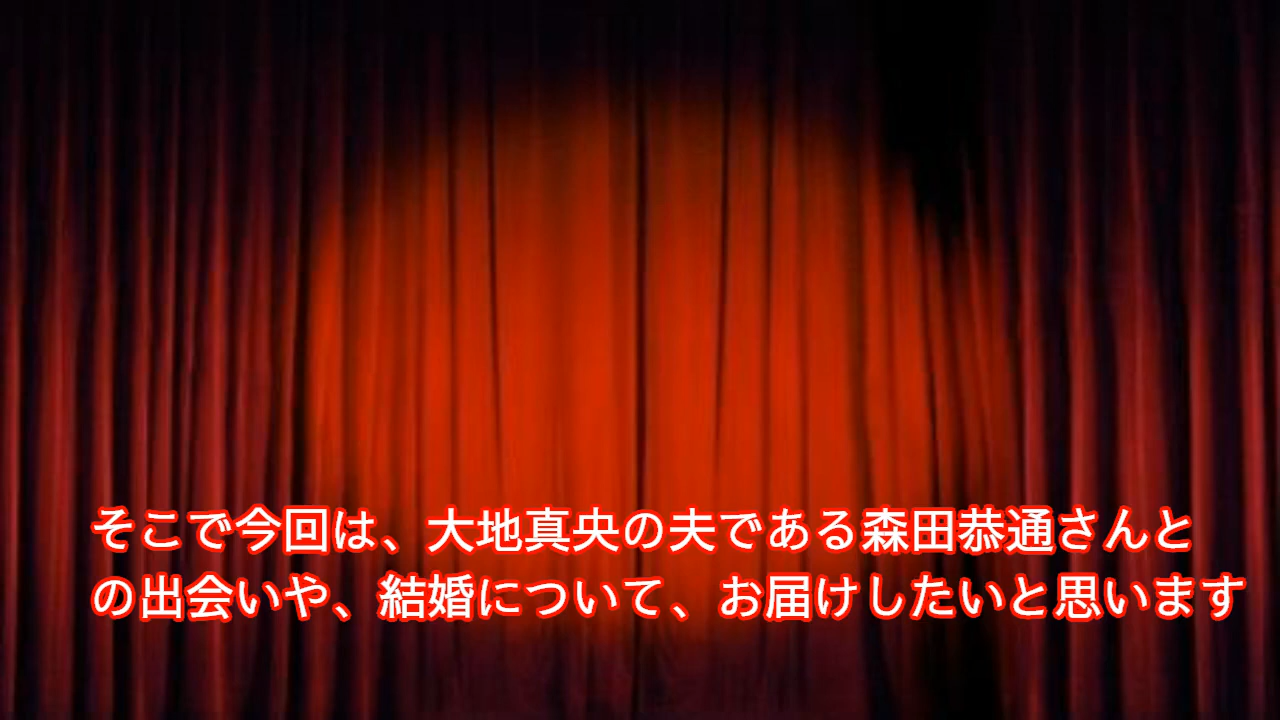 そこで今回は、大地真央の夫である森田恭通さんと
の出会いや、結婚について、お届けしたいと思います